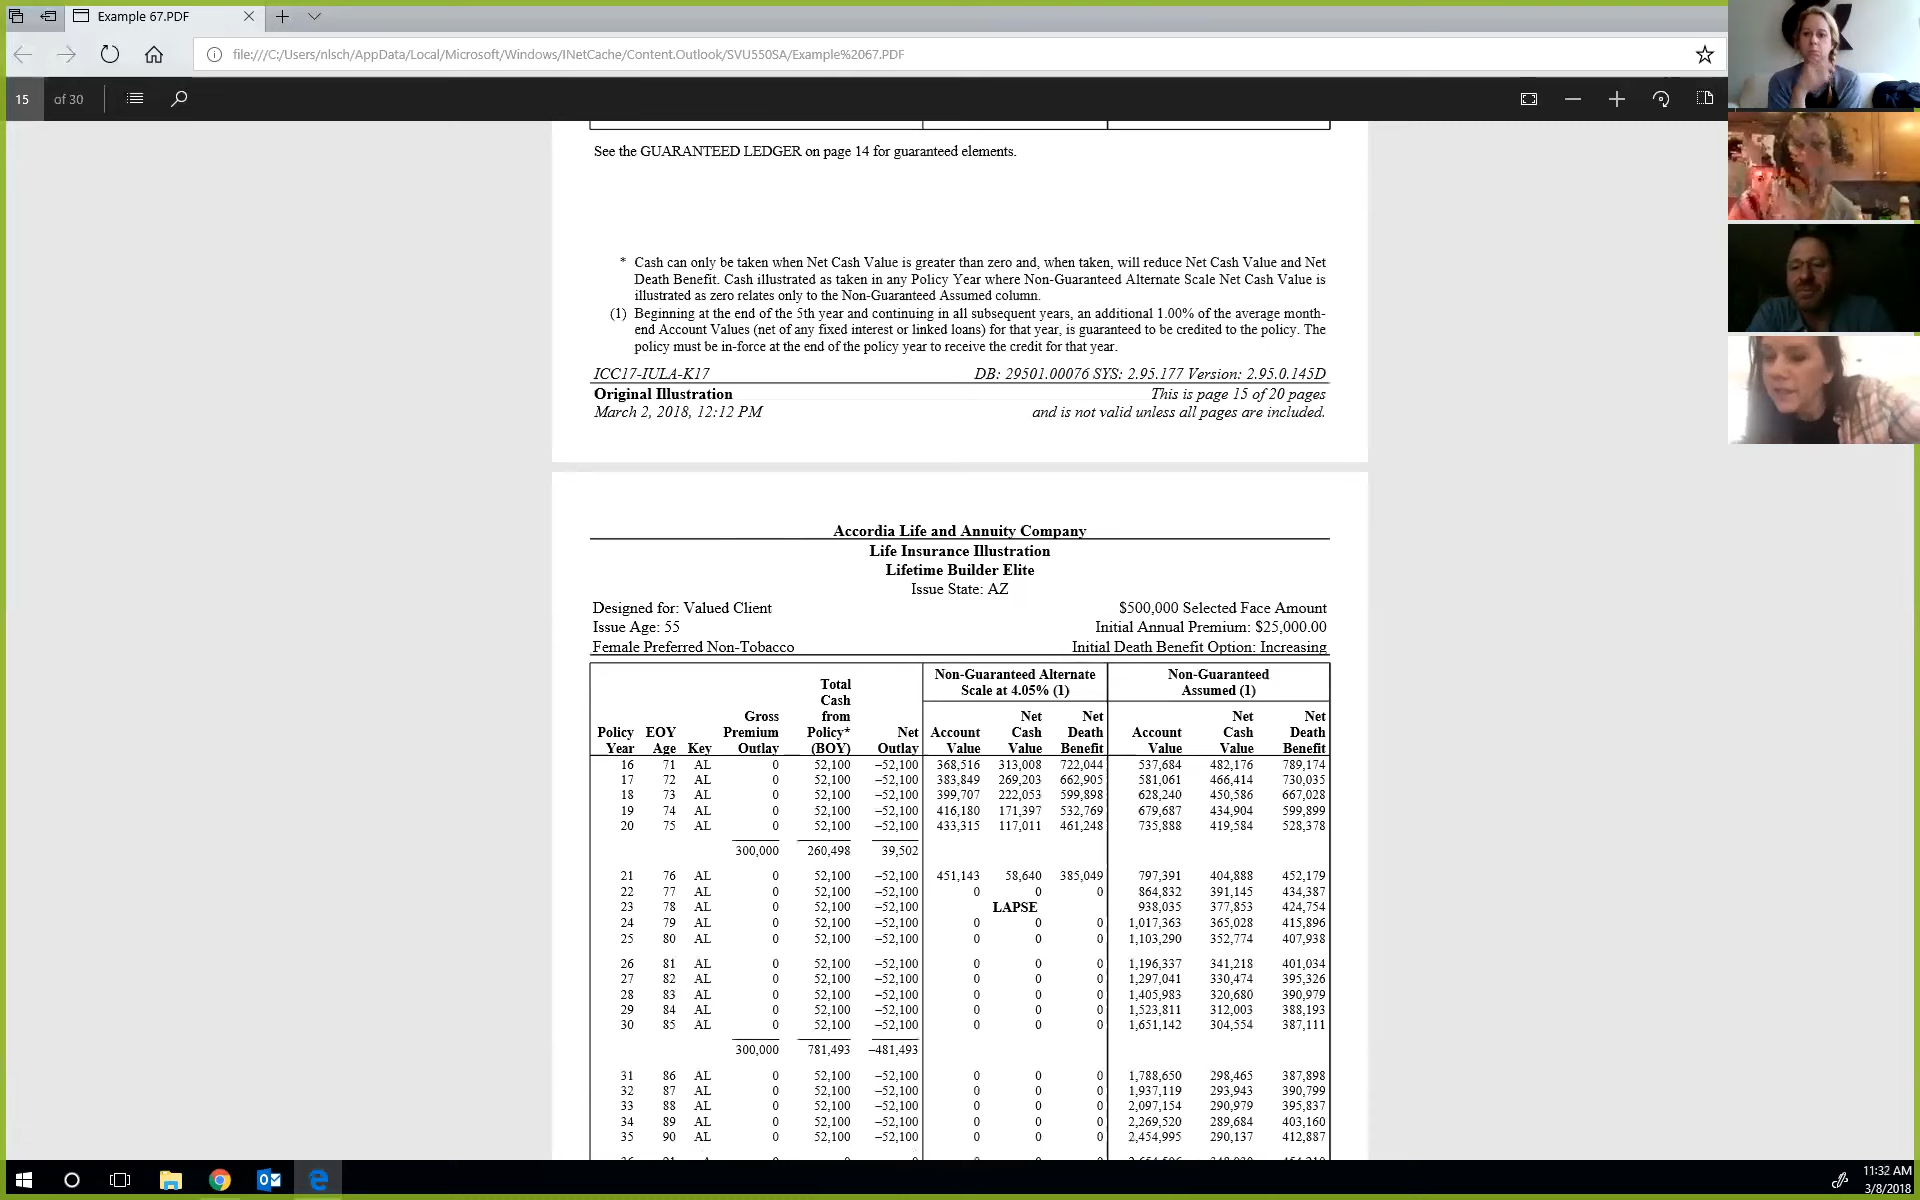 Example 67.PDF
file:///C:/Users/nlsch/AppData/Local/Microsoft/Windows/INetCache/Content.Outlook/SVU550SA/Example%2067.PDF
15 of 30
See the GUARANTEED LEDGER on page 14 for guaranteed elements.
* Cash can only be taken when Net Cash Value is greater than zero and, when taken, will reduce Net Cash Value and Net
Death Benefit. Cash illustrated as taken in any Policy Year where Non-Guaranteed Alternate Scale Net Cash Value is
illustrated as zero relates only to the Non-Guaranteed Assumed column.
(1) Beginning at the end of the 5th year and continuing in all subsequent years, an additional 1.00% of the average month-
end Account Values (net of any fixed interest or linked loans) for that year, is guaranteed to be credited to the policy. The
policy must be in-force at the end of the policy year to receive the credit for that year.
ICC17-IULA-K17 DB: 29501.00076 SYS: 2.95.177 Version: 2.95.0.145D
Original Illustration This is page 15 of 20 pages
March 2, 2018, 12:12 PM and is not valid unless all pages are included.
Accordia Life and Annuity Company
Life Insurance Illustration
Lifetime Builder Elite
Issue State: AZ
Designed for: Valued Client $500,000 Selected Face Amount
Issue Age: 55 Initial Annual Premium: $25,000.00
Female Preferred Non-Tobacco Initial Death Benefit Option: Increasing
Non-Guaranteed Alternate Non-Guaranteed
Total Scale at 4.05% (1) Assumed (1)
Cash
Gross from Net Net Net Net
Policy EOY Premium Policy* Net Account Cash Death Account Cash Death
Year Age Key Outlay (BOY) Outlay Value Value Benefit Value Value Benefit
16 71 AL 0 52,100 −52,100 368,516 313,008 722,044 537,684 482,176 789,174
17 72 AL 0 52,100 −52,100 383,849 269,203 662,905 581,061 466,414 730,035
18 73 AL 0 52,100 −52,100 399,707 222,053 599,898 628,240 450,586 667,028
19 74 AL 0 52,100 −52,100 416,180 171,397 532,769 679,687 434,904 599,899
20 75 AL 0 52,100 −52,100 433,315 117,011 461,248 735,888 419,584 528,378
300,000 260,498 39,502
21 76 AL 0 52,100 −52,100 451,143 58,640 385,049 797,391 404,888 452,179
22 77 AL 0 52,100 −52,100 0 0 0 864,832 391,145 434,387
23 78 AL 0 52,100 −52,100 LAPSE 938,035 377,853 424,754
24 79 AL 0 52,100 −52,100 0 0 0 1,017,363 365,028 415,896
25 80 AL 0 52,100 −52,100 0 0 0 1,103,290 352,774 407,938
26 81 AL 0 52,100 −52,100 0 0 0 1,196,337 341,218 401,034
27 82 AL 0 52,100 −52,100 0 0 0 1,297,041 330,474 395,326
28 83 AL 0 52,100 −52,100 0 0 0 1,405,983 320,680 390,979
29 84 AL 0 52,100 −52,100 0 0 0 1,523,811 312,003 388,193
30 85 AL 0 52,100 −52,100 0 0 0 1,651,142 304,554 387,111
300,000 781,493 −481,493
31 86 AL 0 52,100 −52,100 0 0 0 1,788,650 298,465 387,898
32 87 AL 0 52,100 −52,100 0 0 0 1,937,119 293,943 390,799
33 88 AL 0 52,100 −52,100 0 0 0 2,097,154 290,979 395,837
34 89 AL 0 52,100 −52,100 0 0 0 2,269,520 289,684 403,160
35 90 AL 0 52,100 −52,100 0 0 0 2,454,995 290,137 412,887
11:32 AM
3/8/2018